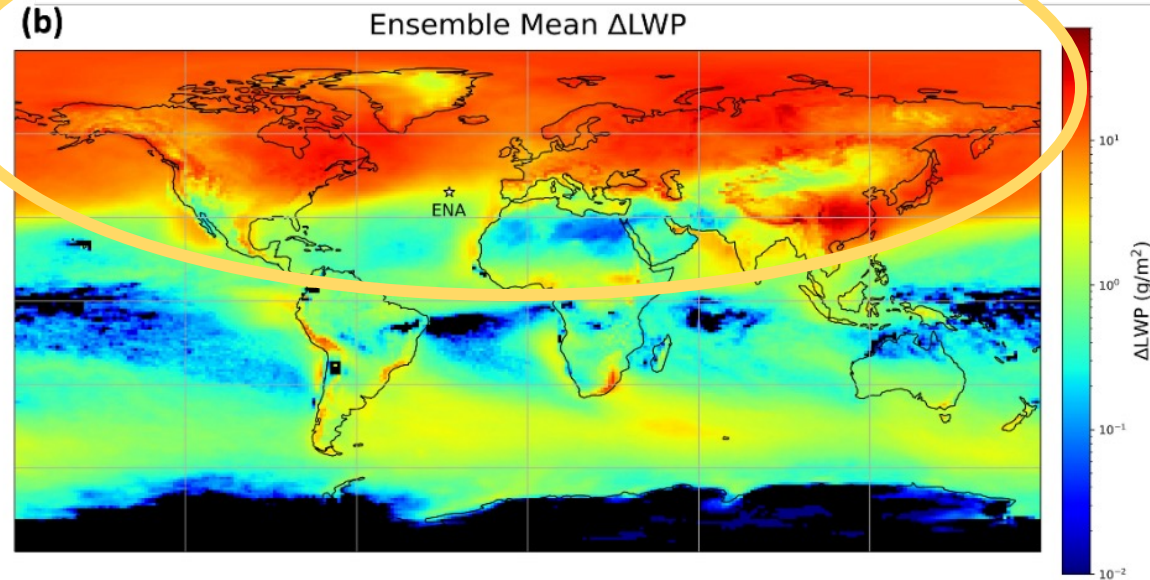 (b)
Ensemble Mean ΔLWP
ENA
10¹
10⁰
10⁻¹
10⁻²
ΔLWP (g/m²)